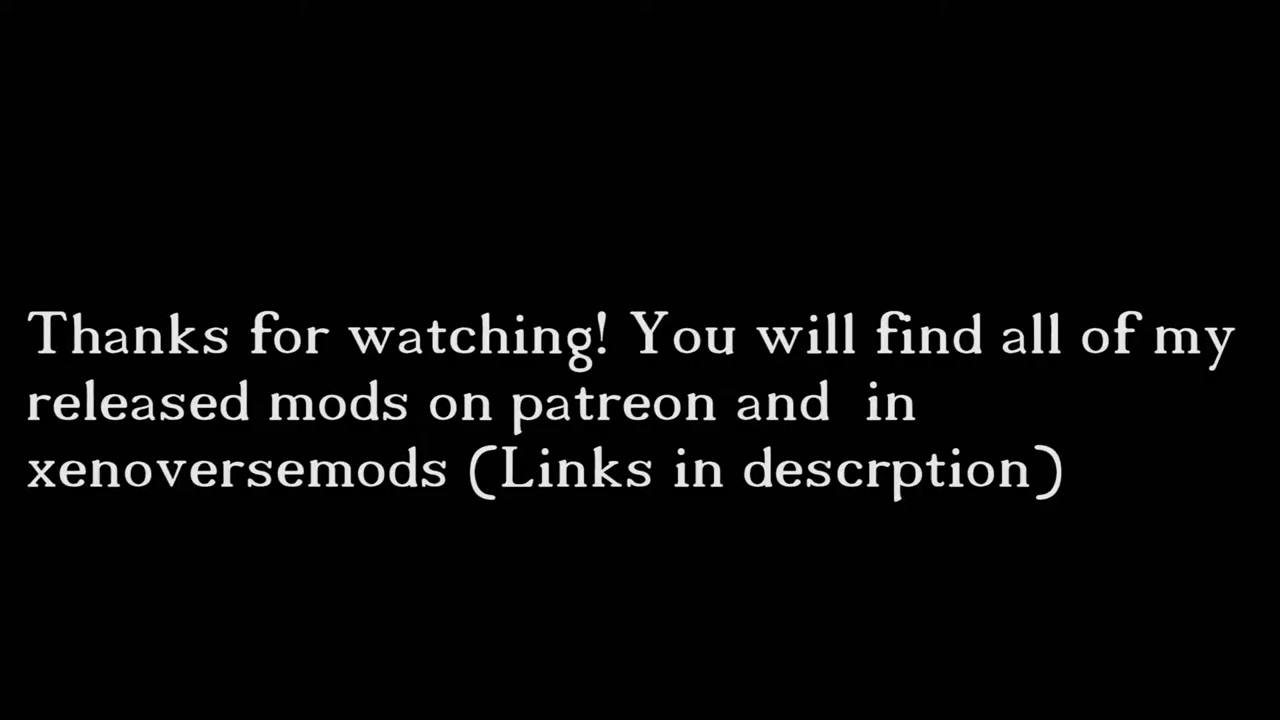 Thanks for watching! You will find all of my
released mods on patreon and  in
xenoversemods (Links in descrption)